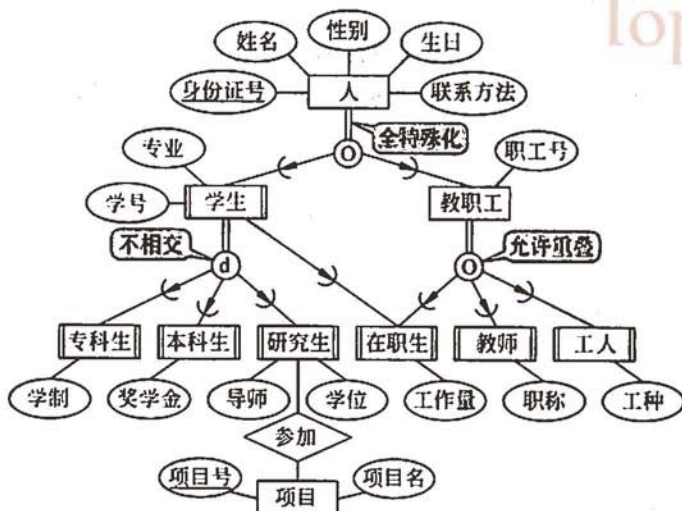 Top
性别
姓名
生日
身份证号
人
联系方法
全特殊化
O
专业
职工号
学号
学生
教职工
不相交
d
O
允许重叠
专科生
本科生
研究生
在职生
教师
工人
学制
奖学金
导师
学位
工作量
职称
工种
参加
项目号
项目
项目名